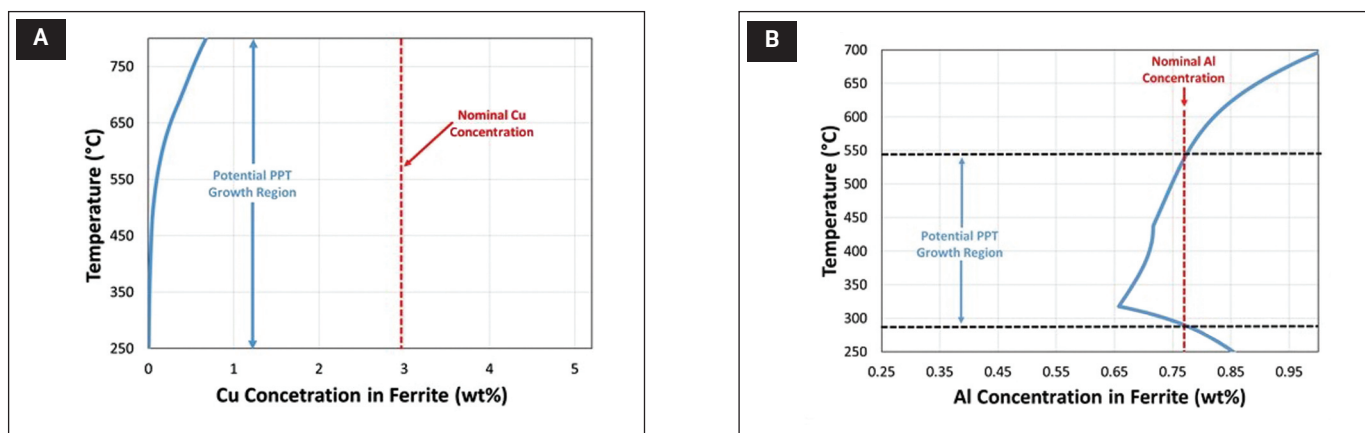 A
Temperature (°C)
750
650
550
450
350
250
Potential PPT
Growth Region
Nominal Cu
Concentration
0
1
2
3
4
5
Cu Concetration in Ferrite (wt%)
B
Temperature (°C)
700
650
600
550
500
450
400
350
300
250
Nominal Al
Concentration
Potential PPT
Growth Region
0.25
0.35
0.45
0.55
0.65
0.75
0.85
0.95
Al Concentration in Ferrite (wt%)